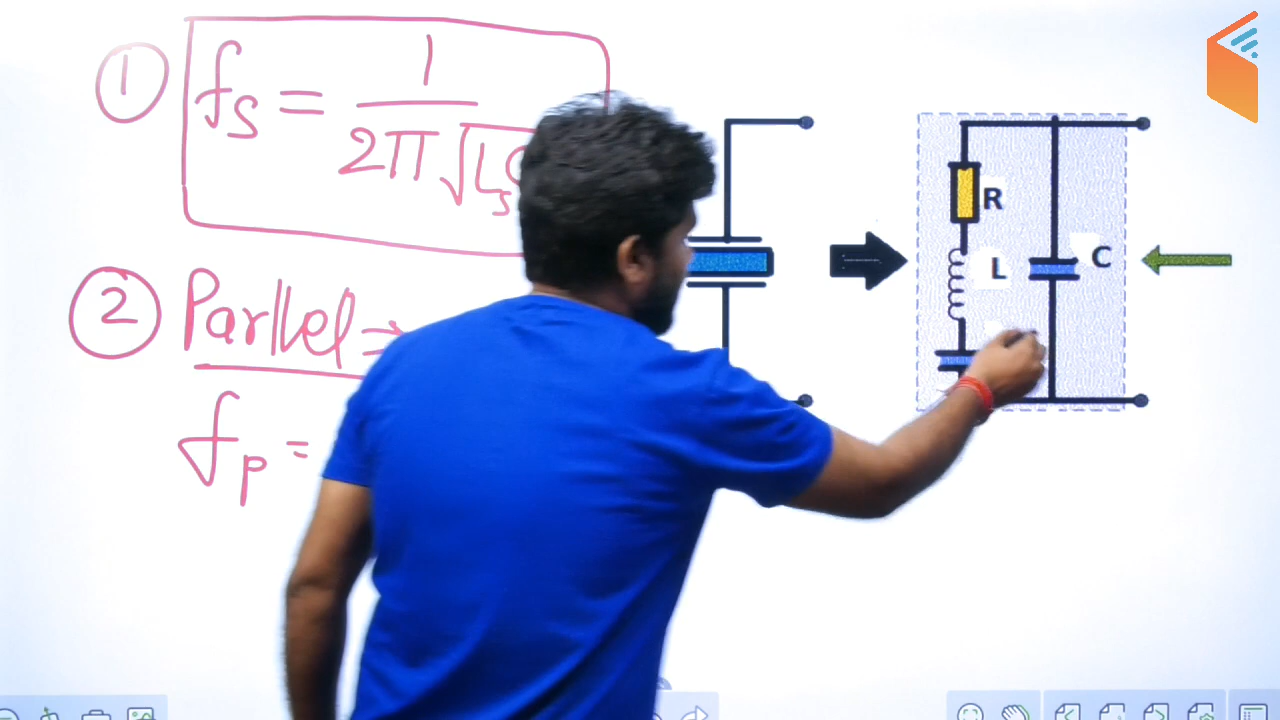 ① fs = 1
2π√Ls
② Parllel →
fp =
R
L
C